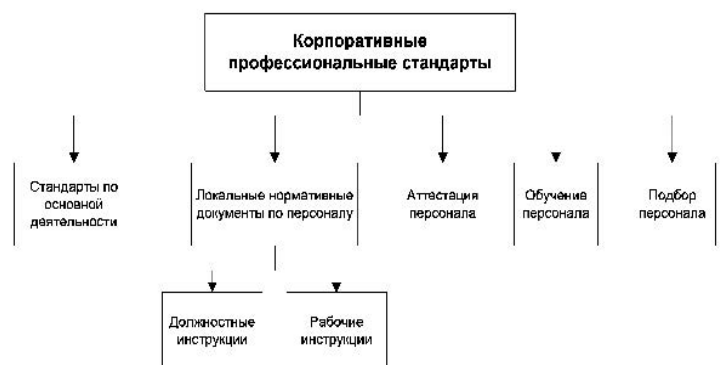 Корпоративные
профессиональные стандарты
Стандарты по
основной
деятельности
Локальные нормативные
документы по персоналу
Аттестация
персонала
Обучение
персонала
Подбор
персонала
Должностные
инструкции
Рабочие
инструкции